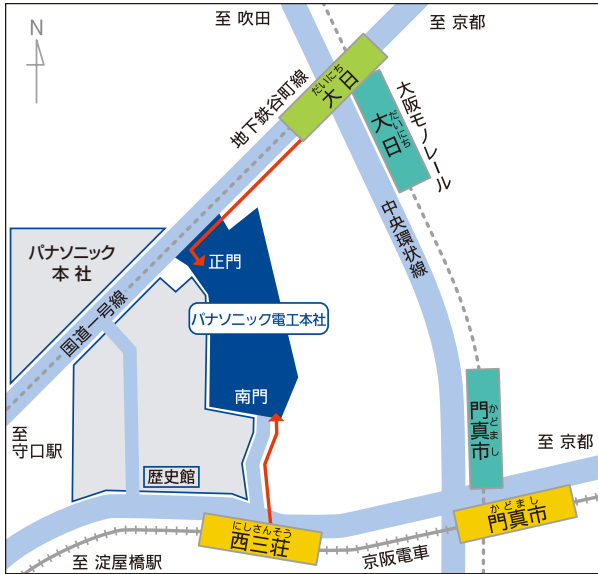 N
至 吹田
至 京都
地下鉄谷町線
だいにち
大日
大阪モノレール
だいにち
大日
中央環状線
パナソニック
本社
正門
国道一号線
パナソニック電工本社
南門
かどまし
門真市
至
守口駅
至 京都
歴史館
にしさんそう
西三荘
かどまし
門真市
至 淀屋橋駅
京阪電車